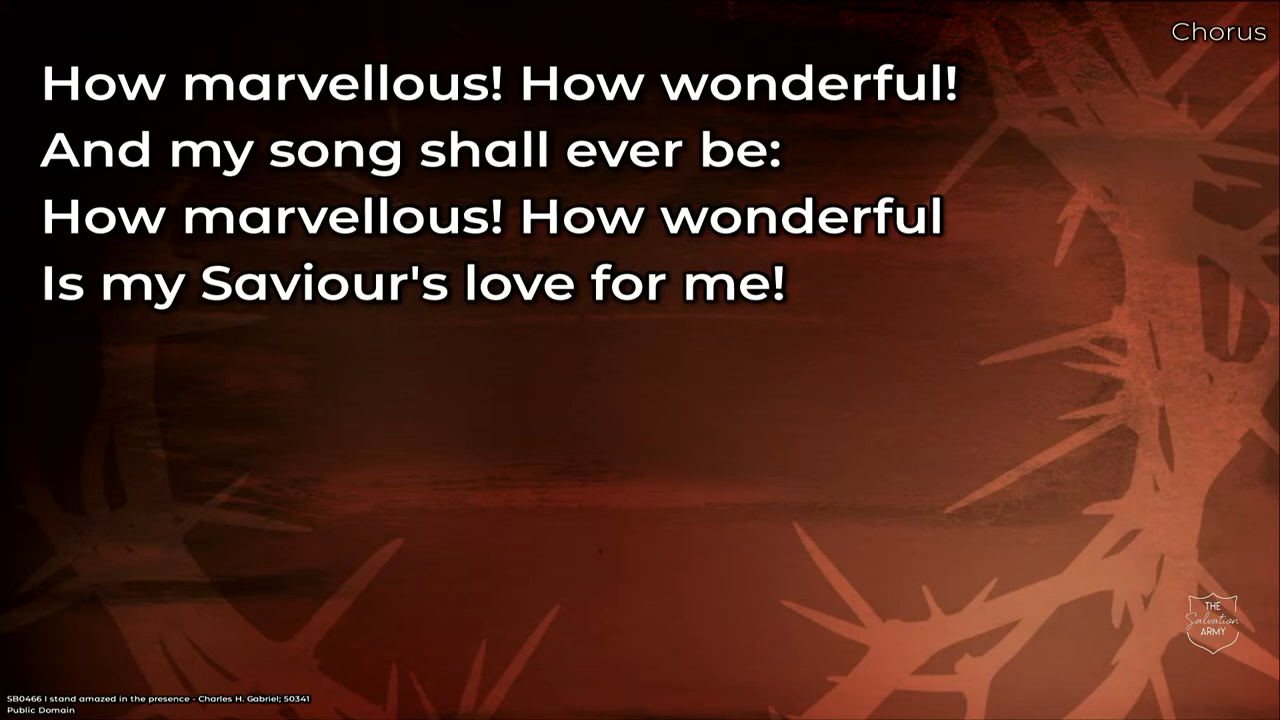 Chorus
How marvellous! How wonderful!
And my song shall ever be:
How marvellous! How wonderful
Is my Saviour's love for me!
THE
Salvation
ARMY
SB0466 I stand amazed in the presence - Charles H. Gabriel; 50341
Public Domain